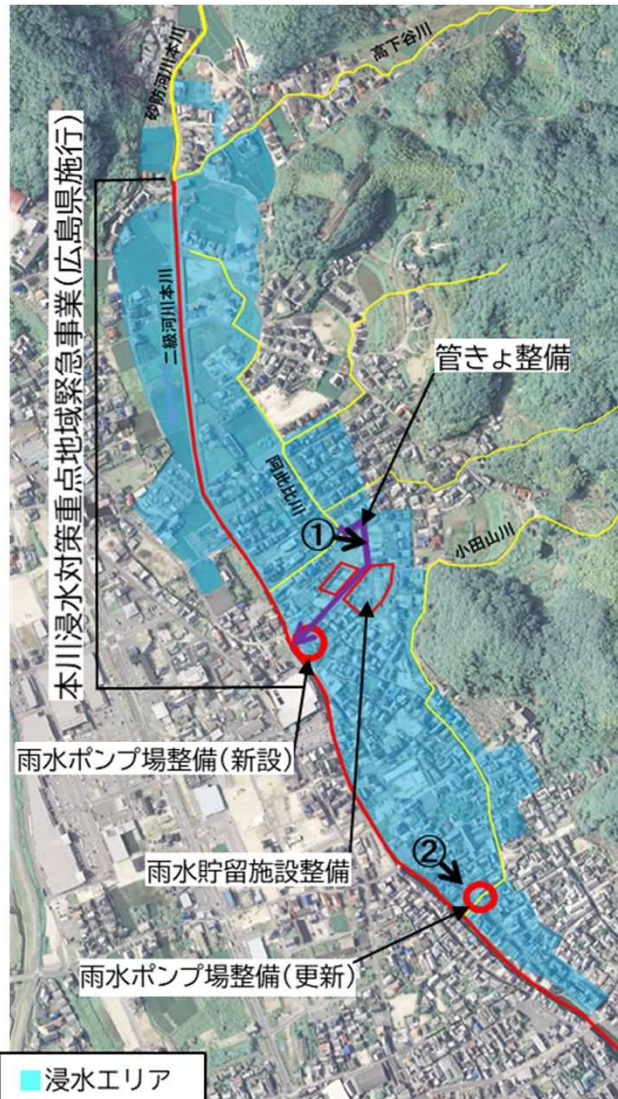 砂防河川本川
高下谷川
本川浸水対策重点地域緊急事業(広島県施行)
二級河川本川
管きょ整備
阿此比川
①
小田山川
雨水ポンプ場整備(新設)
雨水貯留施設整備
②
雨水ポンプ場整備(更新)
浸水エリア